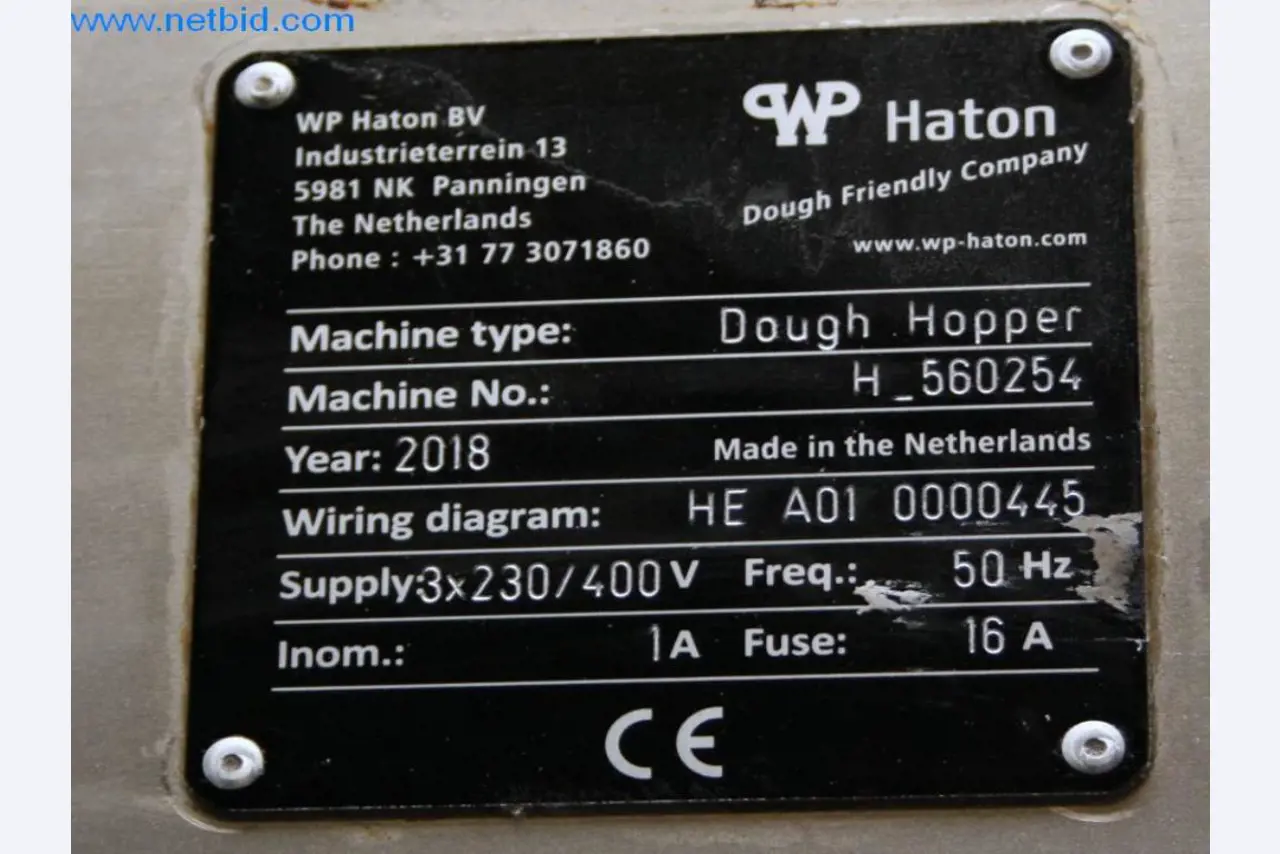 www.netbid.com
WP Haton BV
Industrieterrein 13
5981 NK Panningen
The Netherlands
Phone : +31 77 3071860
WP Haton
Dough Friendly Company
www.wp-haton.com
Machine type: Dough Hopper
Machine No.: H_560254
Year: 2018 Made in the Netherlands
Wiring diagram: HE A01 0000445
Supply:3x230/400V Freq.: 50 Hz
Inom.: 1A Fuse: 16 A
CE